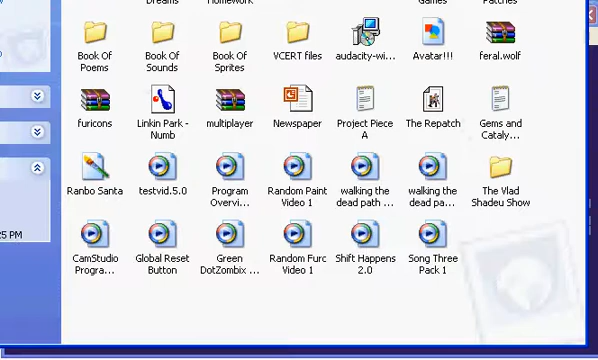 Dreams
Homework
Games
Patches
Book Of
Poems
Book Of
Sounds
Book Of
Sprites
VCERT files
audacity-wi...
Avatar!!!
feral.wolf
furicons
Linkin Park -
Numb
multiplayer
Newspaper
Project Piece
A
The Repatch
Gems and
Cataly...
Ranbo Santa
testvid.5.0
Program
Overvi...
Random Paint
Video 1
walking the
dead path ...
walking the
dead pa...
The Vlad
Shadeu Show
25 PM
CamStudio
Progra...
Global Reset
Button
Green
DotZombix ...
Random Furc
Video 1
Shift Happens
2.0
Song Three
Pack 1